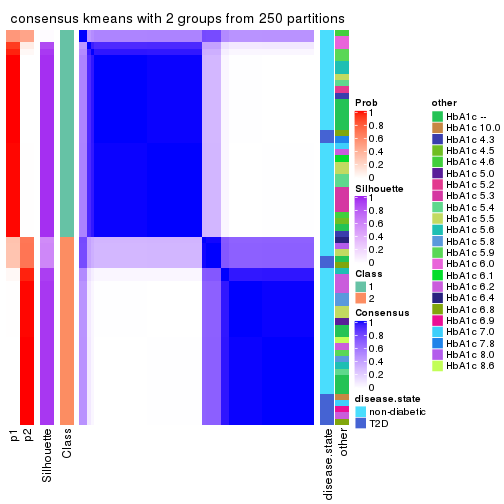 consensus kmeans with 2 groups from 250 partitions
p1
p2
Silhouette
Class
disease.state
other
Prob
1
0.8
0.6
0.4
0.2
0
Silhouette
1
0.8
0.6
0.4
0.2
0
Class
1
2
Consensus
1
0.8
0.6
0.4
0.2
0
disease.state
non-diabetic
T2D
other
HbA1c --
HbA1c 10.0
HbA1c 4.3
HbA1c 4.5
HbA1c 4.6
HbA1c 5.0
HbA1c 5.2
HbA1c 5.3
HbA1c 5.4
HbA1c 5.5
HbA1c 5.6
HbA1c 5.8
HbA1c 5.9
HbA1c 6.0
HbA1c 6.1
HbA1c 6.2
HbA1c 6.4
HbA1c 6.8
HbA1c 6.9
HbA1c 7.0
HbA1c 7.8
HbA1c 8.0
HbA1c 8.6